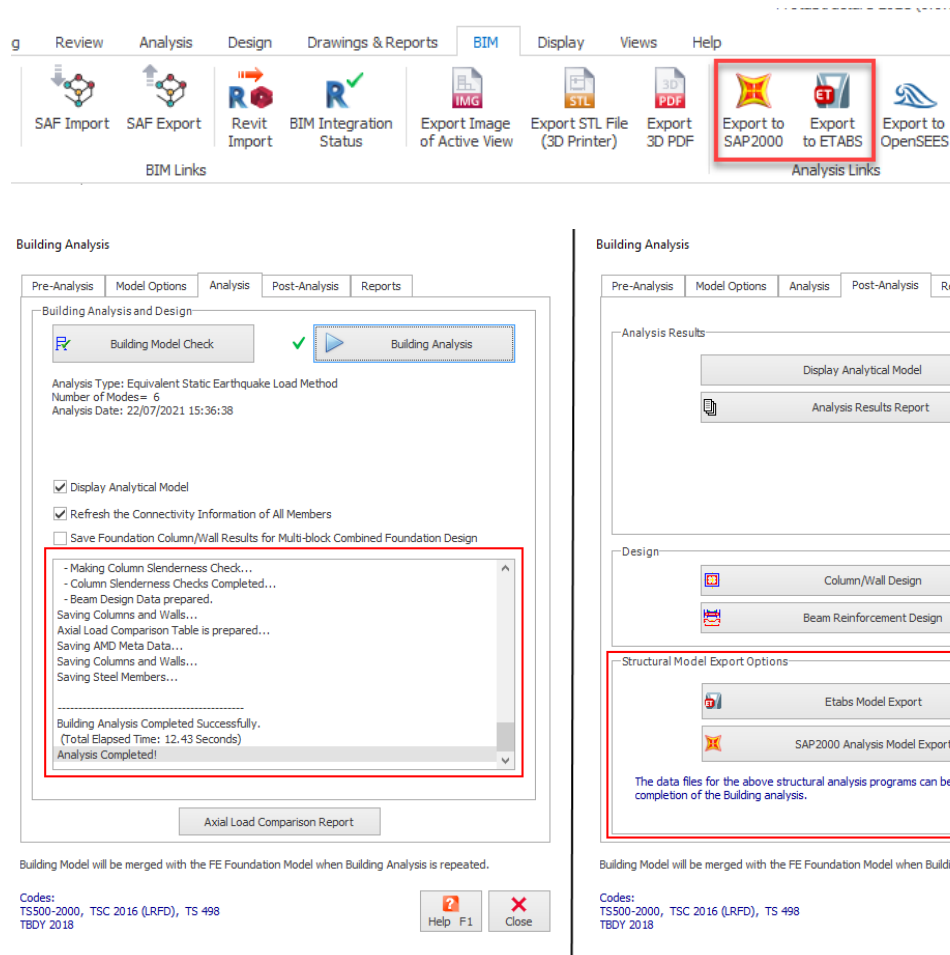 Review Analysis Design Drawings & Reports BIM Display Views Help
IMG STL 3D PDF ET
SAF Import SAF Export Revit Import BIM Integration Status Export Image of Active View Export STL File (3D Printer) Export 3D PDF Export to SAP2000 Export to ETABS Export to OpenSEES
BIM Links Analysis Links
Building Analysis
Pre-Analysis Model Options Analysis Post-Analysis Reports
Building Analysis and Design
Building Model Check Building Analysis
Analysis Type: Equivalent Static Earthquake Load Method
Number of Modes= 6
Analysis Date: 22/07/2021 15:36:38
Display Analytical Model
Refresh the Connectivity Information of All Members
Save Foundation Column/Wall Results for Multi-block Combined Foundation Design
- Making Column Slenderness Check...
- Column Slenderness Checks Completed...
- Beam Design Data prepared.
Saving Columns and Walls...
Axial Load Comparison Table is prepared...
Saving AMD Meta Data...
Saving Columns and Walls...
Saving Steel Members...
----------------------------------------------
Building Analysis Completed Successfully.
(Total Elapsed Time: 12.43 Seconds)
Analysis Completed!
Axial Load Comparison Report
Building Model will be merged with the FE Foundation Model when Building Analysis is repeated.
Codes:
TS500-2000, TSC 2016 (LRFD), TS 498
TBDY 2018
Help F1 Close
Building Analysis
Pre-Analysis Model Options Analysis Post-Analysis
Analysis Results
Display Analytical Model
Analysis Results Report
Design
Column/Wall Design
Beam Reinforcement Design
Structural Model Export Options
Etabs Model Export
SAP2000 Analysis Model Export
The data files for the above structural analysis programs can be
completion of the Building analysis.
Building Model will be merged with the FE Foundation Model when
Codes:
TS500-2000, TSC 2016 (LRFD), TS 498
TBDY 2018